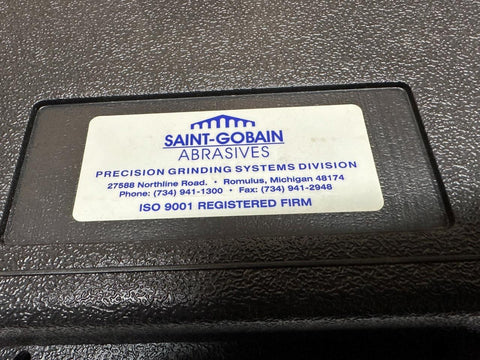 SAINT-GOBAIN
ABRASIVES
PRECISION GRINDING SYSTEMS DIVISION
27588 Northline Road. • Romulus, Michigan 48174
Phone: (734) 941-1300 • Fax: (734) 941-2948
ISO 9001 REGISTERED FIRM